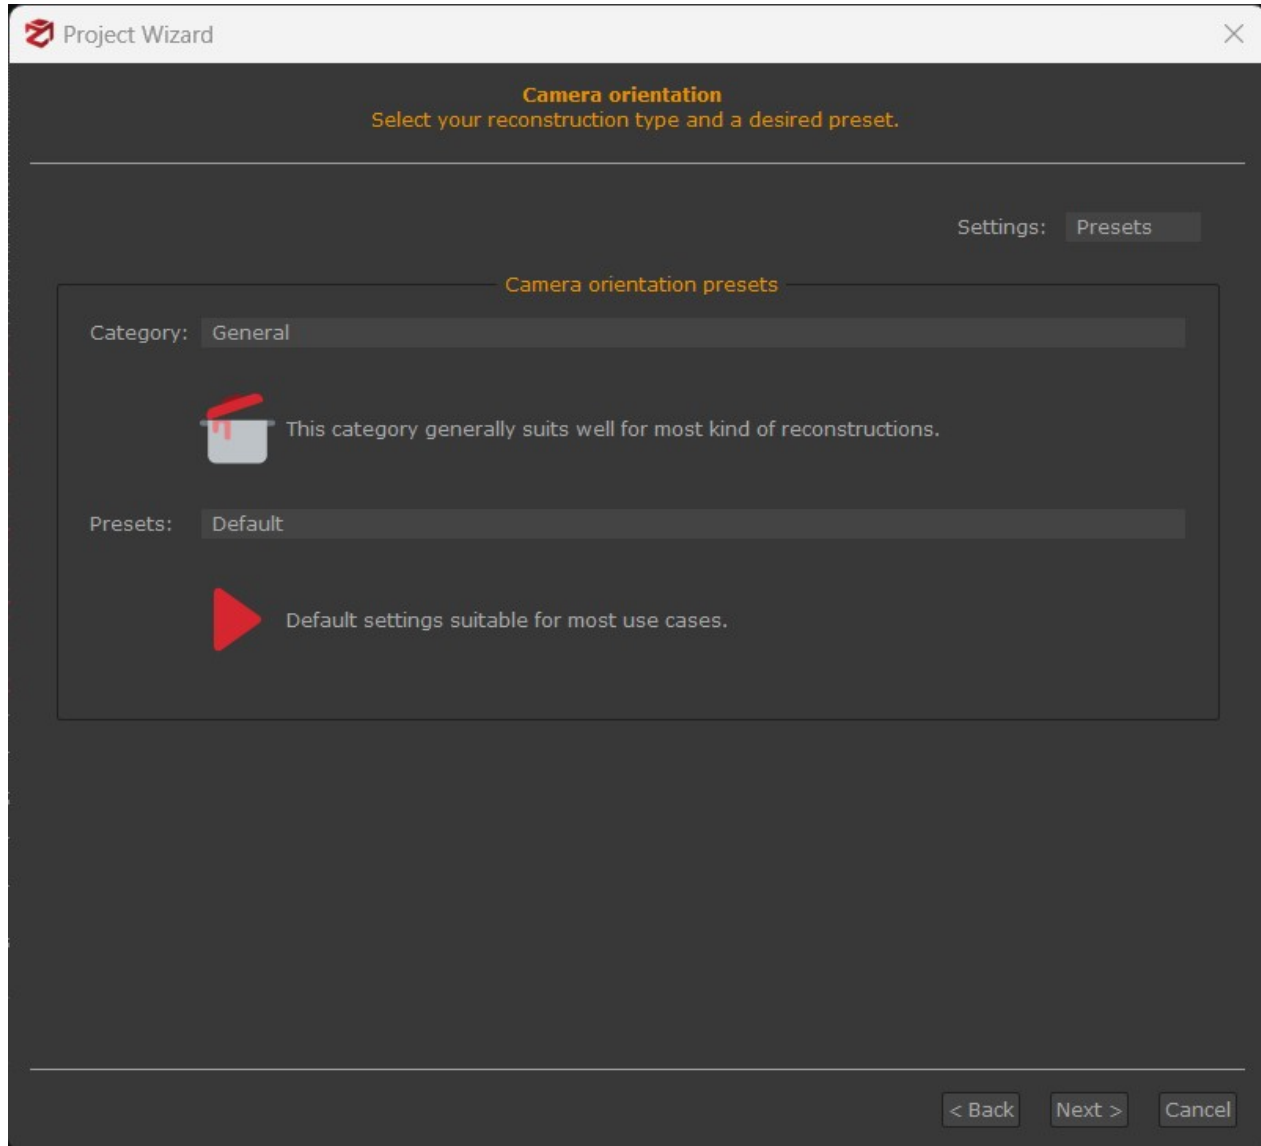 Project Wizard
Camera orientation
Select your reconstruction type and a desired preset.
Settings: Presets
Camera orientation presets
Category: General
This category generally suits well for most kind of reconstructions.
Presets: Default
Default settings suitable for most use cases.
< Back Next > Cancel